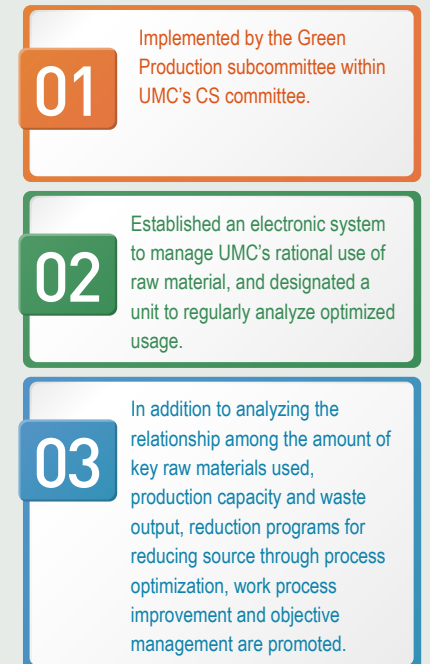 01
Implemented by the Green
Production subcommittee within
UMC's CS committee.
02
Established an electronic system
to manage UMC's rational use of
raw material, and designated a
unit to regularly analyze optimized
usage.
03
In addition to analyzing the
relationship among the amount of
key raw materials used,
production capacity and waste
output, reduction programs for
reducing source through process
optimization, work process
improvement and objective
management are promoted.